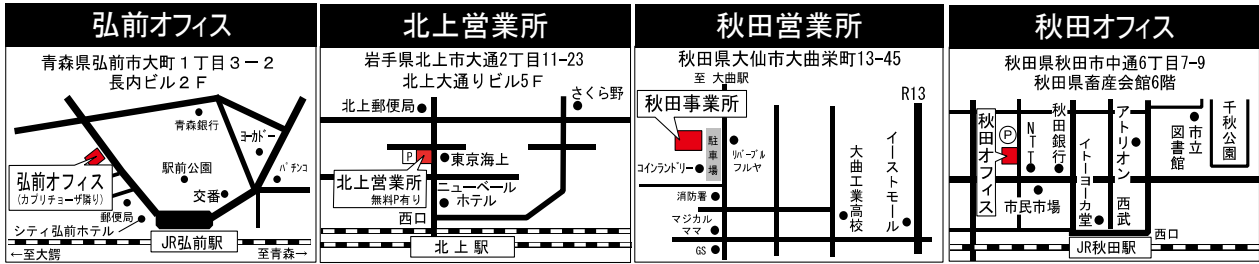 弘前オフィス
青森県弘前市大町1丁目3-2
長内ビル2F
青森銀行
ヨーカドー
駅前公園
パチンコ
弘前オフィス
(カプリチョーザ隣り)
交番
郵便局
シティ弘前ホテル
JR弘前駅
←至大鰐
至青森→
北上営業所
岩手県北上市大通2丁目11-23
北上大通りビル5F
さくら野
北上郵便局
P
東京海上
北上営業所
無料P有り
ニューベール
ホテル
西口
北上駅
秋田営業所
秋田県大仙市大曲栄町13-45
至 大曲駅
R13
秋田事業所
駐車場
リバーブル
フルヤ
コインランドリー
消防署
マジカル
ママ
GS
大曲工業高校
イーストモール
秋田オフィス
秋田県秋田市中通6丁目7-9
秋田県畜産会館6階
秋田オフィス
P
NTT
秋田銀行
アトリオン
市立
図書館
千秋公園
市民市場
イトーヨーカ
堂
西武
西口
JR秋田駅